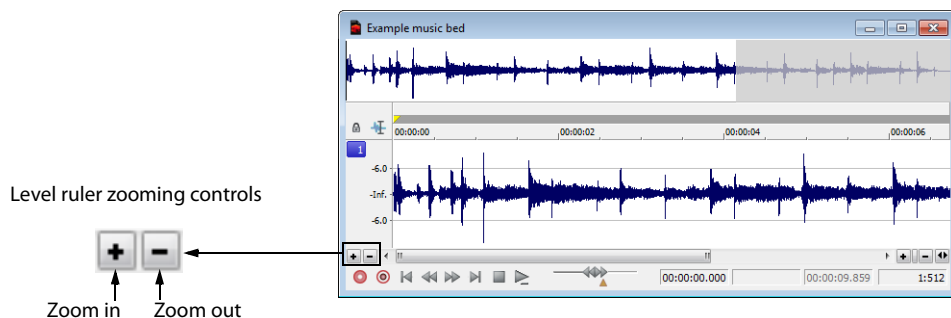 Example music bed
00:00:00
00:00:02
00:00:04
00:00:06
1
-6.0
-Inf.
-6.0
Level ruler zooming controls
Zoom in
Zoom out
00:00:00.000
00:00:09.859
1:512